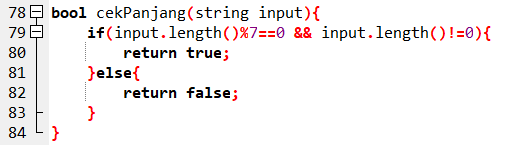 78 bool cekPanjang(string input){
79     if(input.length()%7==0 && input.length()!=0){
80         return true;
81     }else{
82         return false;
83     }
84 }